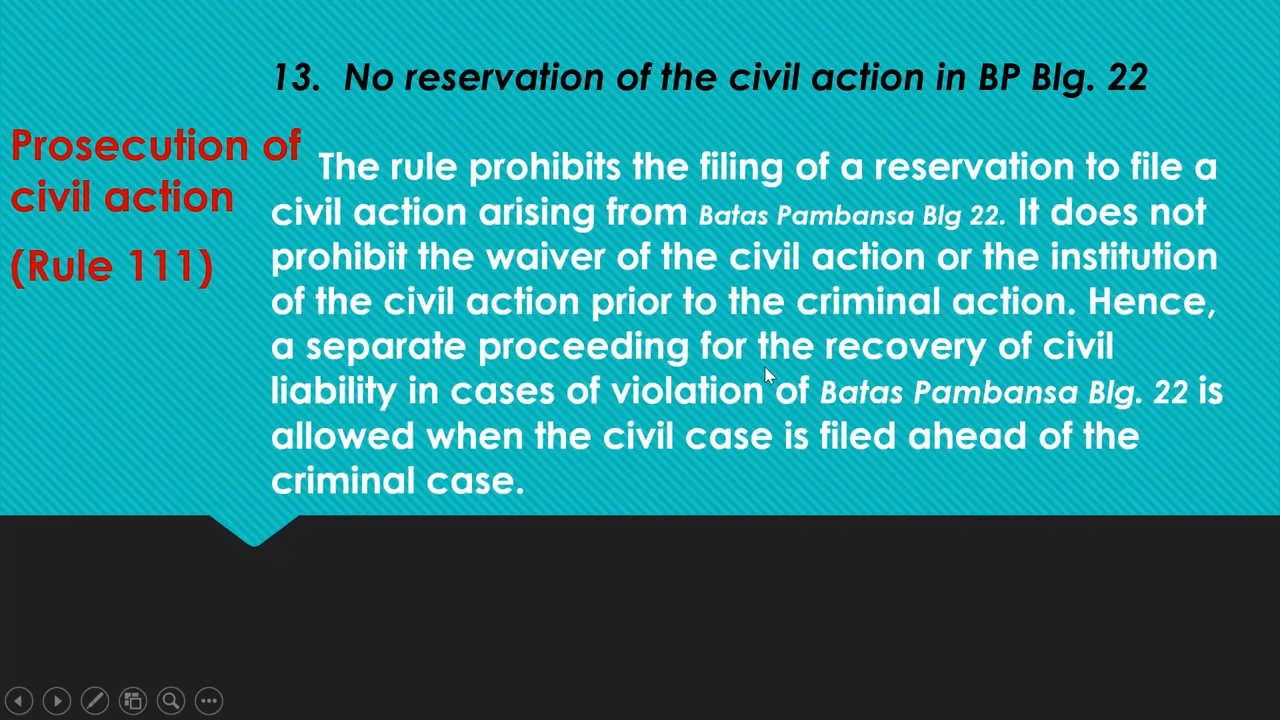 13. No reservation of the civil action in BP Blg. 22
Prosecution of
civil action
(Rule 111)
The rule prohibits the filing of a reservation to file a
civil action arising from Batas Pambansa Blg 22. It does not
prohibit the waiver of the civil action or the institution
of the civil action prior to the criminal action. Hence,
a separate proceeding for the recovery of civil
liability in cases of violation of Batas Pambansa Blg. 22 is
allowed when the civil case is filed ahead of the
criminal case.